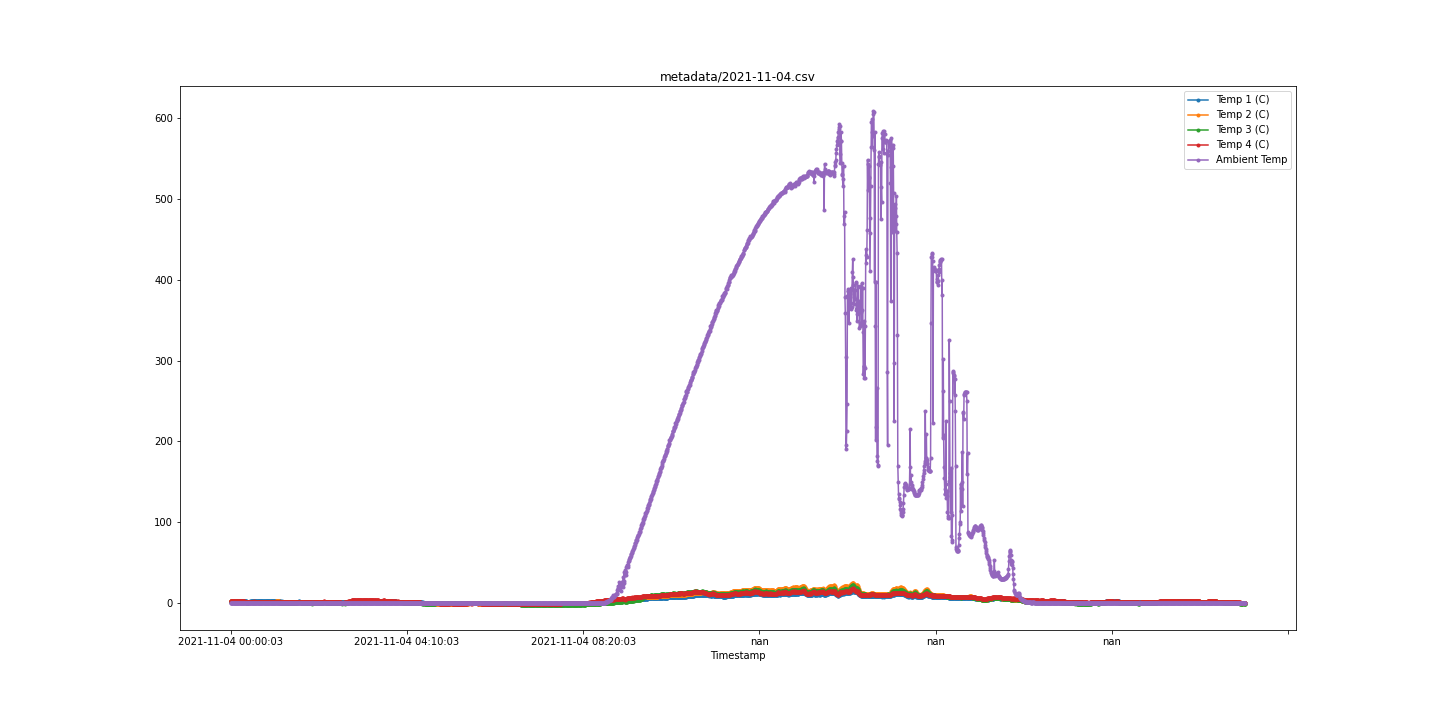 metadata/2021-11-04.csv
Temp 1 (C)
Temp 2 (C)
Temp 3 (C)
Temp 4 (C)
Ambient Temp
600
500
400
300
200
100
0
2021-11-04 00:00:03
2021-11-04 04:10:03
2021-11-04 08:20:03
nan
nan
nan
Timestamp